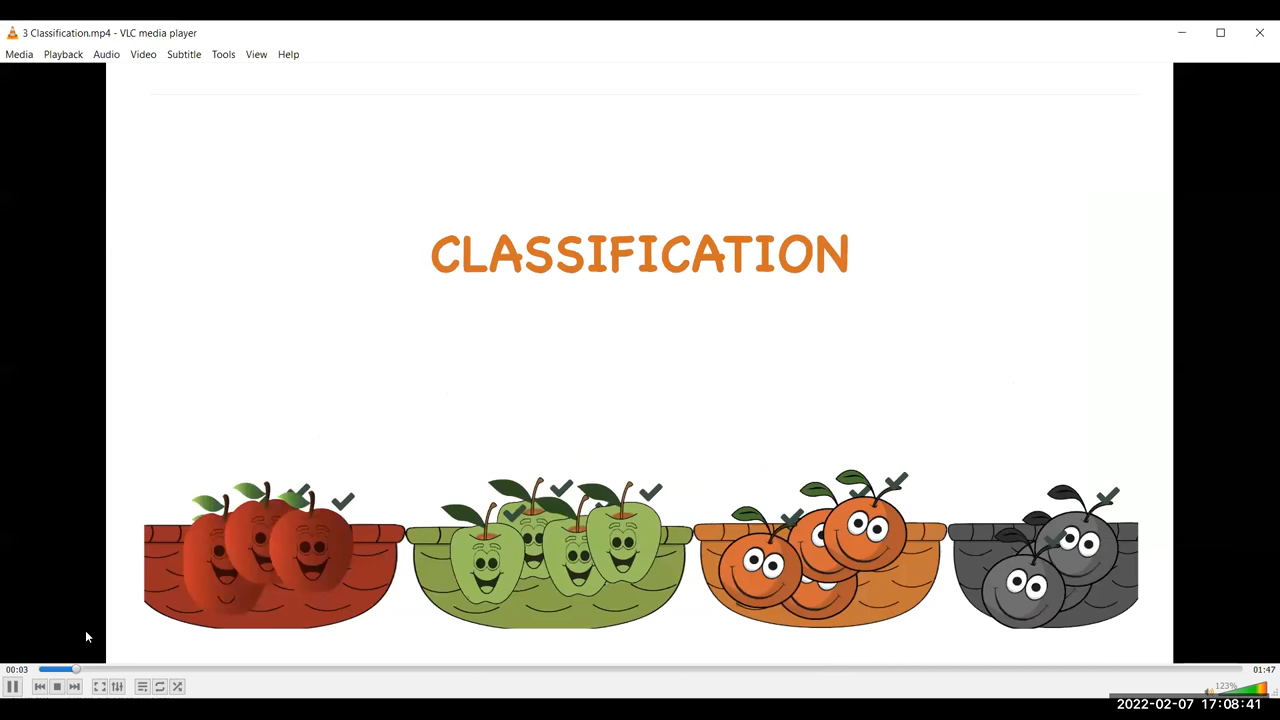 3 Classification.mp4 - VLC media player
Media Playback Audio Video Subtitle Tools View Help
CLASSIFICATION
00:03
01:47
123%
2022-02-07 17:08:41